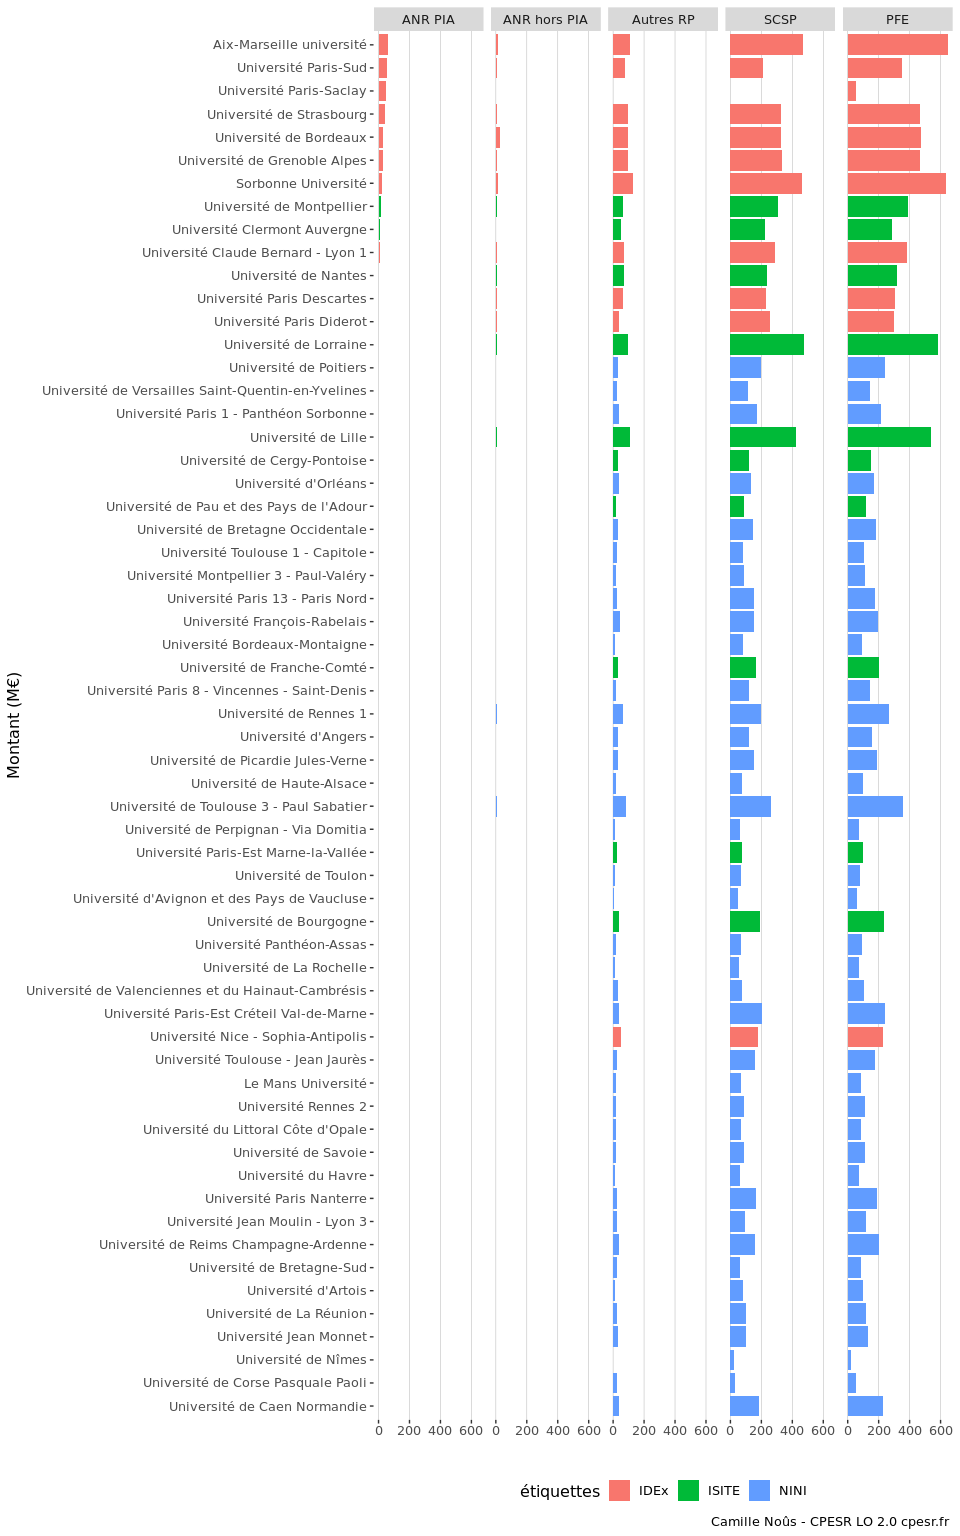 ANR PIA ANR hors PIA Autres RP SCSP PFE
Aix-Marseille université
Université Paris-Sud
Université Paris-Saclay
Université de Strasbourg
Université de Bordeaux
Université de Grenoble Alpes
Sorbonne Université
Université de Montpellier
Université Clermont Auvergne
Université Claude Bernard - Lyon 1
Université de Nantes
Université Paris Descartes
Université Paris Diderot
Université de Lorraine
Université de Poitiers
Université de Versailles Saint-Quentin-en-Yvelines
Université Paris 1 - Panthéon Sorbonne
Université de Lille
Université de Cergy-Pontoise
Université d'Orléans
Université de Pau et des Pays de l'Adour
Université de Bretagne Occidentale
Université Toulouse 1 - Capitole
Université Montpellier 3 - Paul-Valéry
Université Paris 13 - Paris Nord
Université François-Rabelais
Université Bordeaux-Montaigne
Université de Franche-Comté
Université Paris 8 - Vincennes - Saint-Denis
Université de Rennes 1
Université d'Angers
Université de Picardie Jules-Verne
Université de Haute-Alsace
Université de Toulouse 3 - Paul Sabatier
Université de Perpignan - Via Domitia
Université Paris-Est Marne-la-Vallée
Université de Toulon
Université d'Avignon et des Pays de Vaucluse
Université de Bourgogne
Université Panthéon-Assas
Université de La Rochelle
Université de Valenciennes et du Hainaut-Cambrésis
Université Paris-Est Créteil Val-de-Marne
Université Nice - Sophia-Antipolis
Université Toulouse - Jean Jaurès
Le Mans Université
Université Rennes 2
Université du Littoral Côte d'Opale
Université de Savoie
Université du Havre
Université Paris Nanterre
Université Jean Moulin - Lyon 3
Université de Reims Champagne-Ardenne
Université de Bretagne-Sud
Université d'Artois
Université de La Réunion
Université Jean Monnet
Université de Nîmes
Université de Corse Pasquale Paoli
Université de Caen Normandie
Montant (M€)
0 200 400 600 0 200 400 600 0 200 400 600 0 200 400 600 0 200 400 600
étiquettes IDEx ISITE NINI
Camille Noûs - CPESR LO 2.0 cpesr.fr